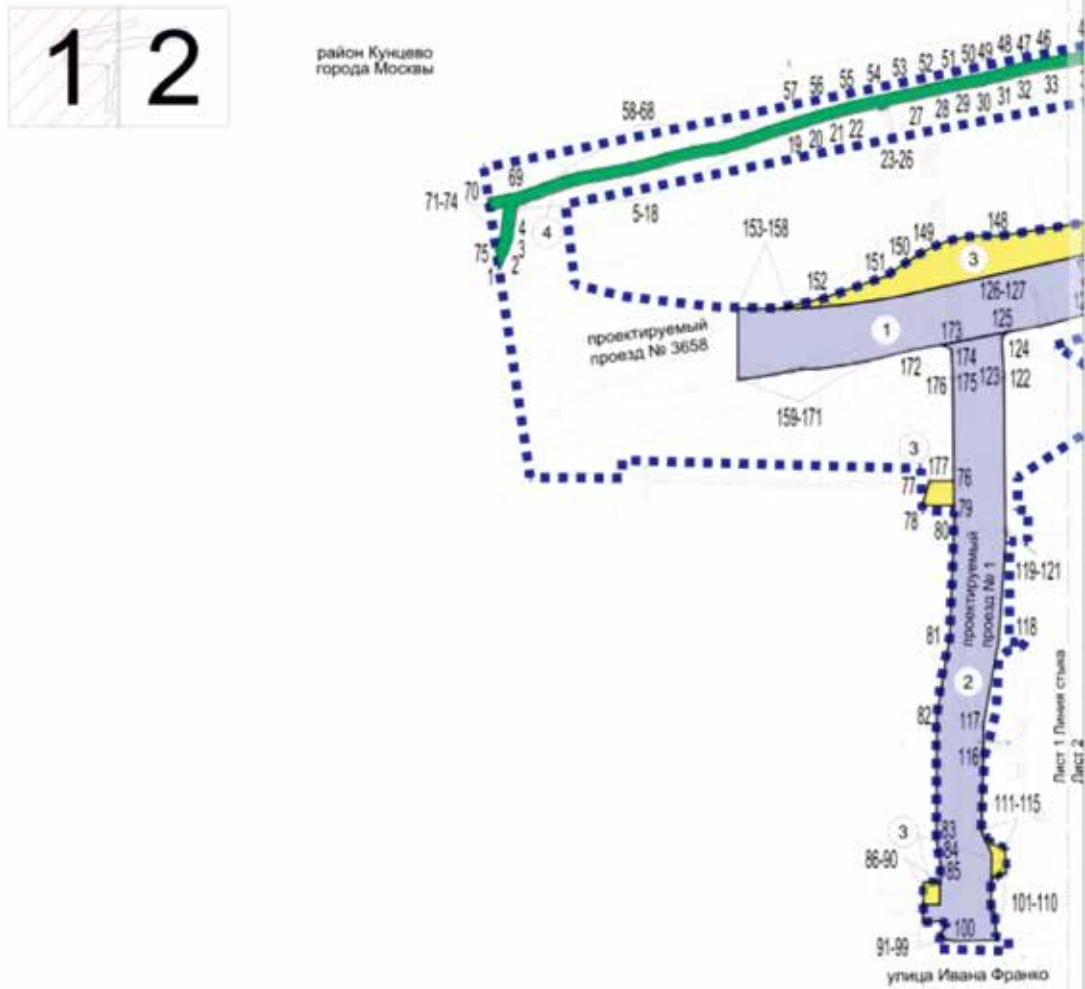 1 2
район Кунцево
города Москвы
58-68
57 56 55 54 53 52 51 50 49 48 47 46
71-74 70 69
4
5-18
19 20 21 22
23-26
27 28 29 30 31 32 33
75
1 2 3 4
153-158
152 151 150 149 148
3
126-127
1
проектируемый
проезд № 3658
173 125
172 174 124
176 175 123 122
159-171
3
177
77 76
78 79
80
проектируемый
проезд № 1
119-121
81 118
2
82 117
116
Лист 1 Линия стыка
Лист 2
111-115
3 83
84
86-90 85
101-110
100
91-99
улица Ивана Франко